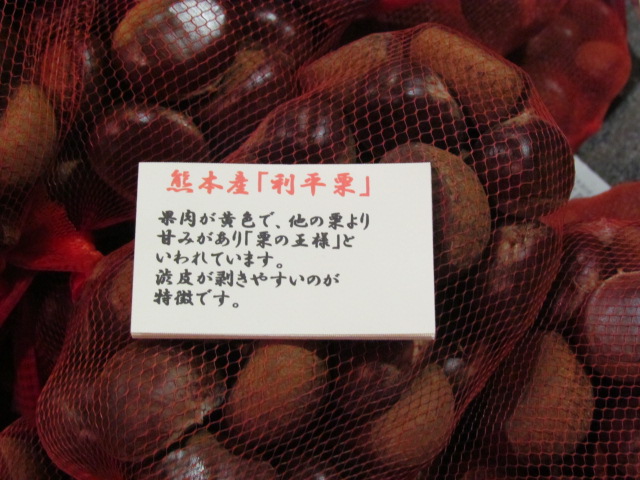 熊本産「利平栗」
果肉が黄色で、他の栗より
甘みがあり「栗の王様」と
いわれています。
渋皮が剥きやすいのが
特徴です。